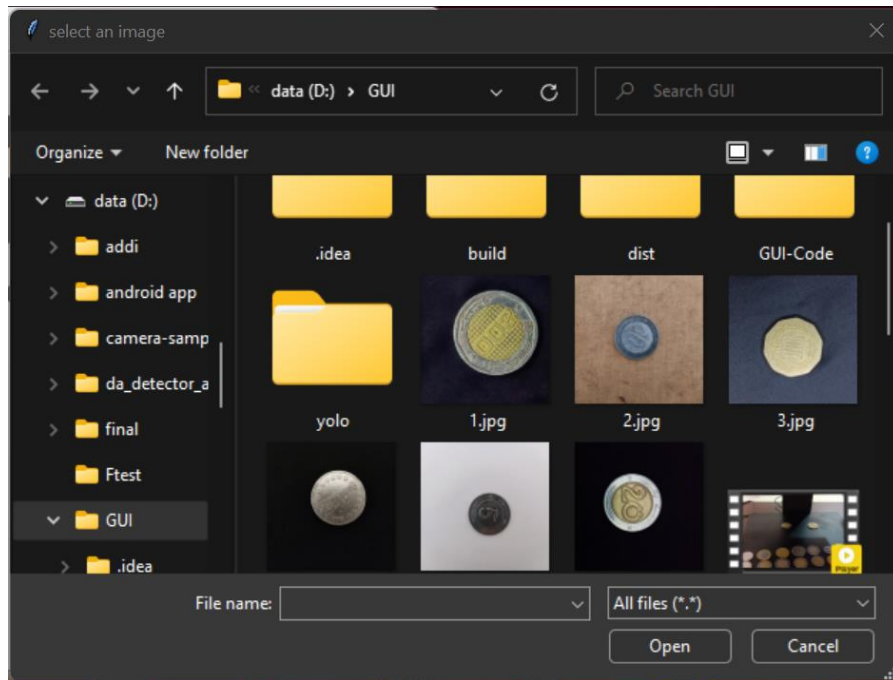 select an image
data (D:) › GUI
Search GUI
Organize
New folder
data (D:)
addi
android app
camera-samp
da_detector_a
final
Ftest
GUI
.idea
.idea
build
dist
GUI-Code
yolo
1.jpg
2.jpg
3.jpg
File name:
All files (*.*)
Open
Cancel